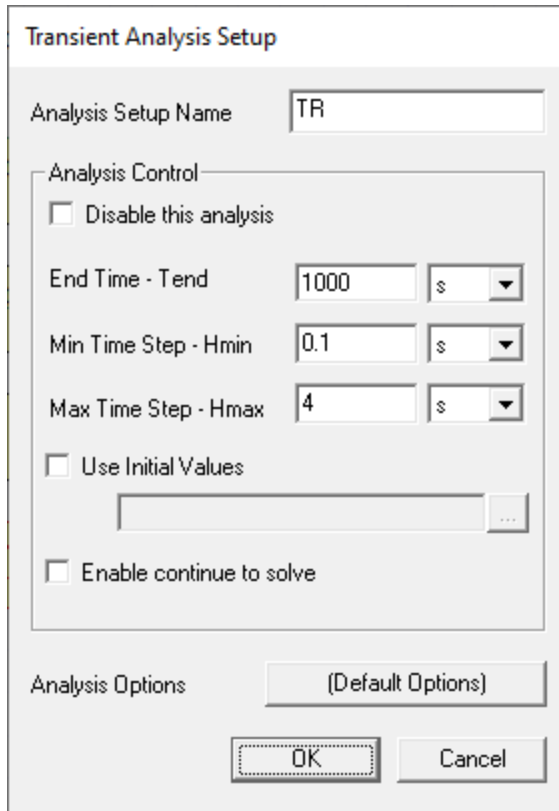 Transient Analysis Setup
Analysis Setup Name TR
Analysis Control
Disable this analysis
End Time - Tend 1000 s
Min Time Step - Hmin 0.1 s
Max Time Step - Hmax 4 s
Use Initial Values
...
Enable continue to solve
Analysis Options (Default Options)
OK Cancel